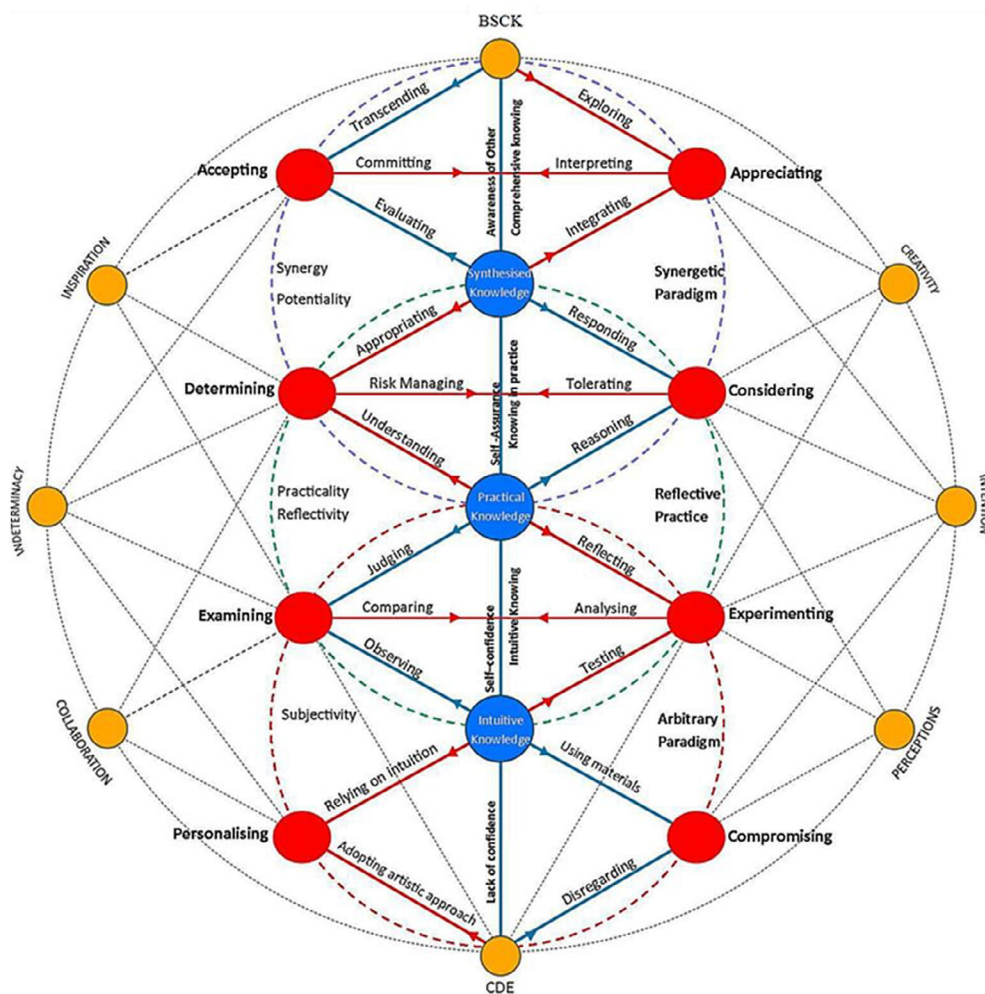 BSCK
Transcending
Exploring
Awareness of Other
Comprehensive knowing
Accepting
Committing
Interpreting
Appreciating
Evaluating
Integrating
INSPIRATION
CREATIVITY
Synergy
Potentiality
Synthesised
Knowledge
Synergetic
Paradigm
Appropriating
Responding
Determining
Risk Managing
Tolerating
Considering
Self-Assurance
Knowing in practice
Understanding
Reasoning
INDETERMINACY
Practicality
Reflectivity
Practical
Knowledge
Reflective
Practice
Judging
Reflecting
Examining
Comparing
Analysing
Experimenting
Self-confidence
Intuitive Knowing
Observing
Testing
COLLABORATION
PERCEPTIONS
Subjectivity
Intuitive
Knowledge
Arbitrary
Paradigm
Relying on intuition
Using materials
Personalising
Compromising
Lack of confidence
Adopting artistic approach
Disregarding
CDE